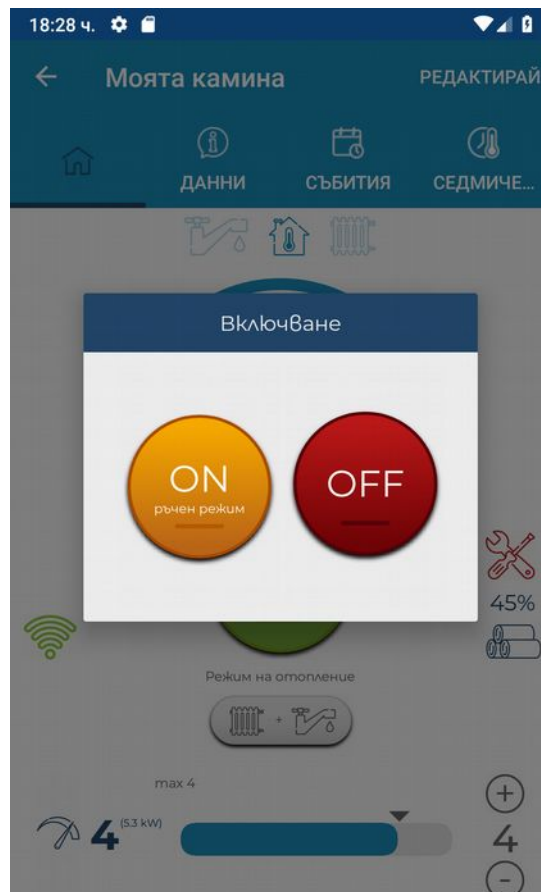 18:28 ч.
Моята камина
РЕДАКТИРАЙ
ДАННИ
СЪБИТИЯ
СЕДМИЧЕ...
Включване
ON
ръчен режим
OFF
45%
Режим на отопление
+
max 4
4 (5.3 kW)
+
4
-